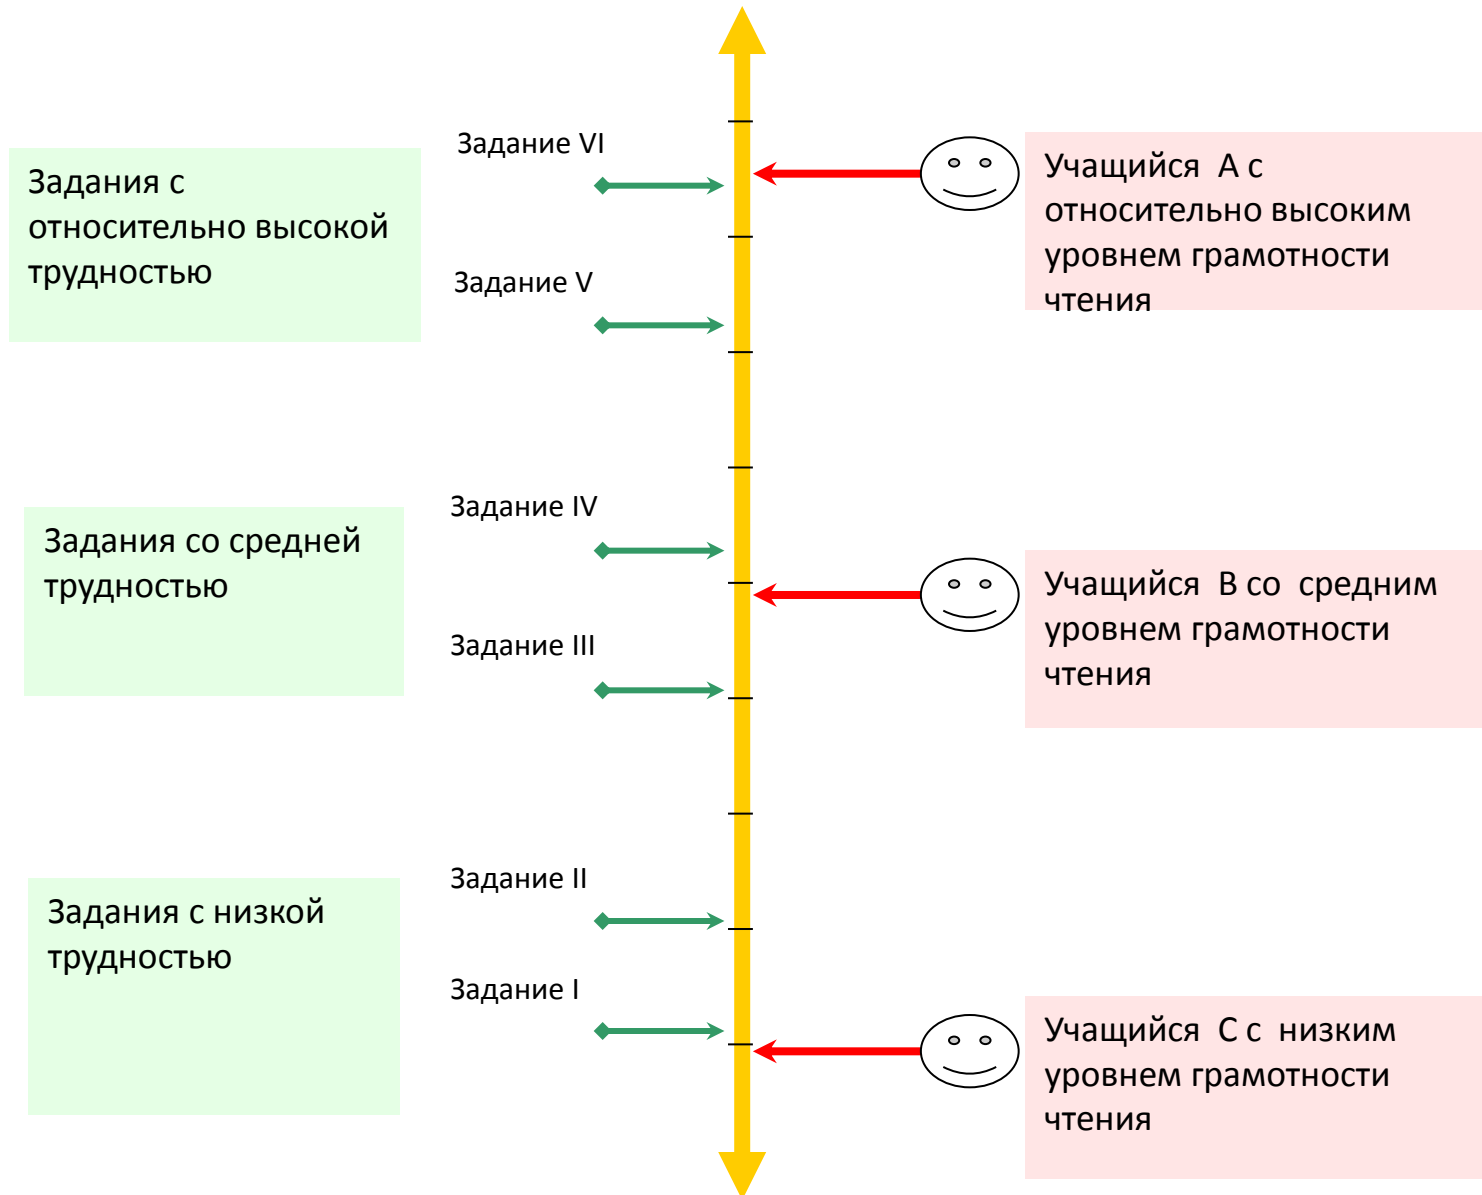 Задание VI
Задания с
относительно высокой
трудностью
Учащийся А с
относительно высоким
уровнем грамотности
чтения
Задание V
Задание IV
Задания со средней
трудностью
Учащийся В со средним
уровнем грамотности
чтения
Задание III
Задание II
Задания с низкой
трудностью
Задание I
Учащийся С с низким
уровнем грамотности
чтения